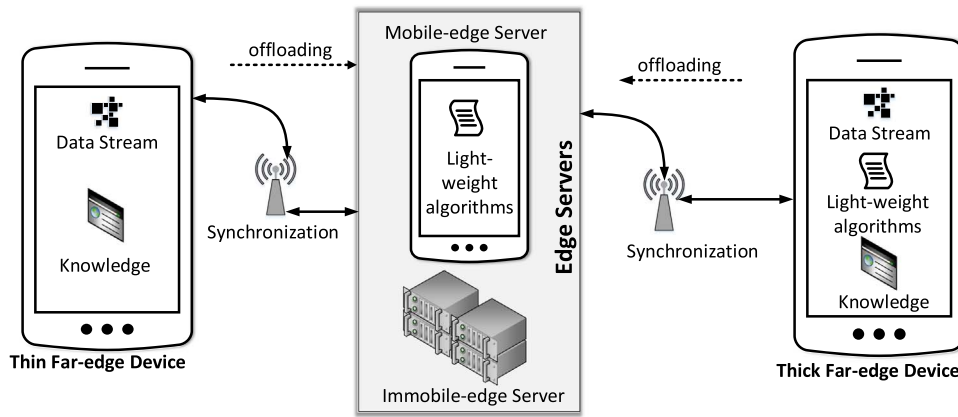 offloading
Data Stream
Knowledge
Thin Far-edge Device
Synchronization
Mobile-edge Server
Light-
weight
algorithms
Edge Servers
Immobile-edge Server
offloading
Synchronization
Data Stream
Light-weight
algorithms
Knowledge
Thick Far-edge Device